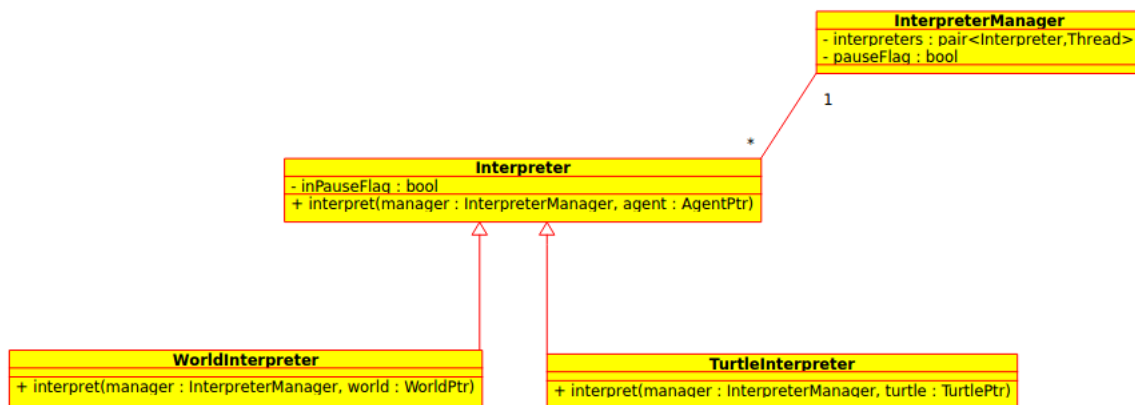 InterpreterManager
- interpreters : pair<Interpreter,Thread>
- pauseFlag : bool
1
*
Interpreter
- inPauseFlag : bool
+ interpret(manager : InterpreterManager, agent : AgentPtr)
WorldInterpreter
+ interpret(manager : InterpreterManager, world : WorldPtr)
TurtleInterpreter
+ interpret(manager : InterpreterManager, turtle : TurtlePtr)